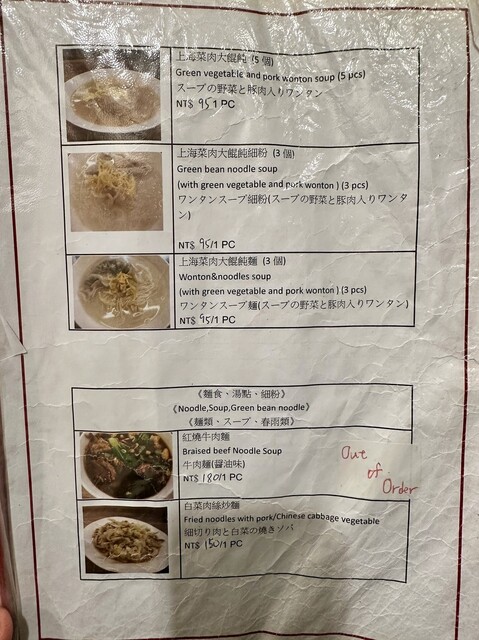 上海菜肉大餛飩 (5 個)
Green vegetable and pork wonton soup (5 pcs)
スープの野菜と豚肉入りワンタン
NT$ 95 1 PC
上海菜肉大餛飩細粉 (3 個)
Green bean noodle soup
(with green vegetable and pork wonton ) (3 pcs)
ワンタンスープ細粉(スープの野菜と豚肉入りワンタ
ン)
NT$ 95/1 PC
上海菜肉大餛飩麵 (3 個)
Wonton&noodles soup
(with green vegetable and pork wonton ) (3 pcs)
ワンタンスープ麵(スープの野菜と豚肉入りワンタン)
NT$ 95/1 PC
《麵食、湯點、細粉》
《Noodle,Soup,Green bean noodle》
《麵類、スープ、春雨類》
紅燒牛肉麵
Braised beef Noodle Soup
牛肉麵(醤油味)
NT$ 180/1 PC
Out
of
Order
白菜肉絲炒麵
Fried noodles with pork/Chinese cabbage vegetable
細切り肉と白菜の焼きソバ
NT$ 150/1 PC